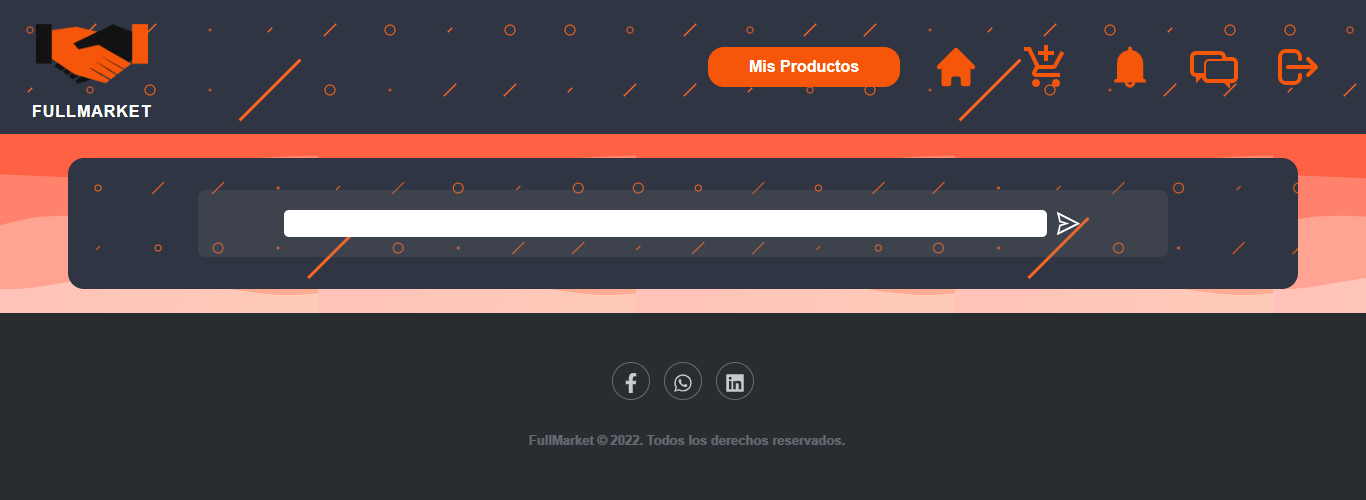 Mis Productos
FULLMARKET
FullMarket © 2022. Todos los derechos reservados.